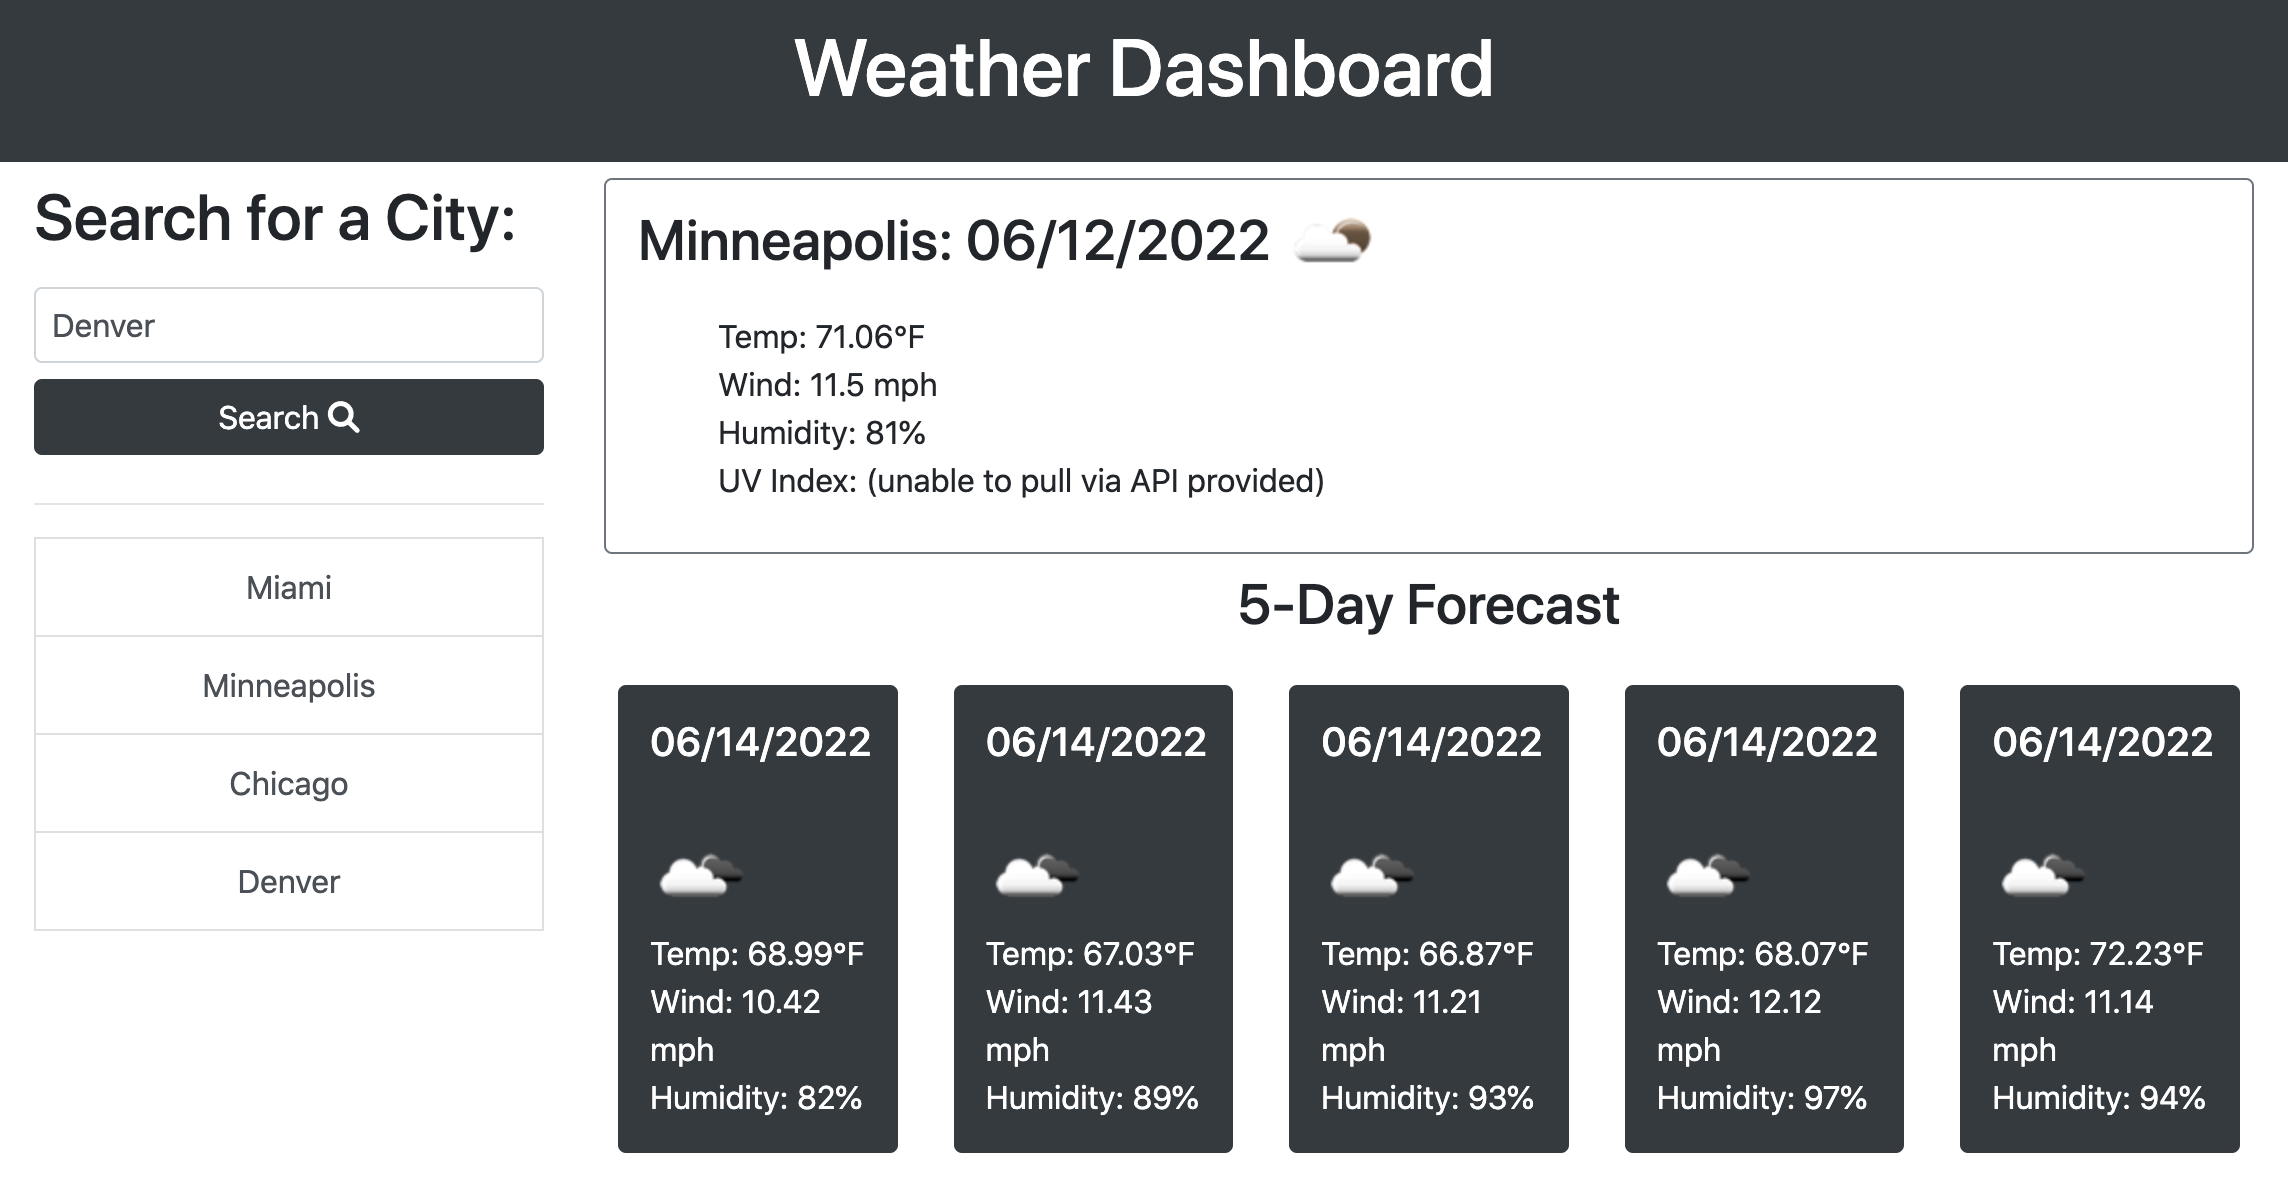 Weather Dashboard
Search for a City:
Denver
Search
Miami
Minneapolis
Chicago
Denver
Minneapolis: 06/12/2022
Temp: 71.06°F
Wind: 11.5 mph
Humidity: 81%
UV Index: (unable to pull via API provided)
5-Day Forecast
06/14/2022
Temp: 68.99°F
Wind: 10.42
mph
Humidity: 82%
06/14/2022
Temp: 67.03°F
Wind: 11.43
mph
Humidity: 89%
06/14/2022
Temp: 66.87°F
Wind: 11.21
mph
Humidity: 93%
06/14/2022
Temp: 68.07°F
Wind: 12.12
mph
Humidity: 97%
06/14/2022
Temp: 72.23°F
Wind: 11.14
mph
Humidity: 94%